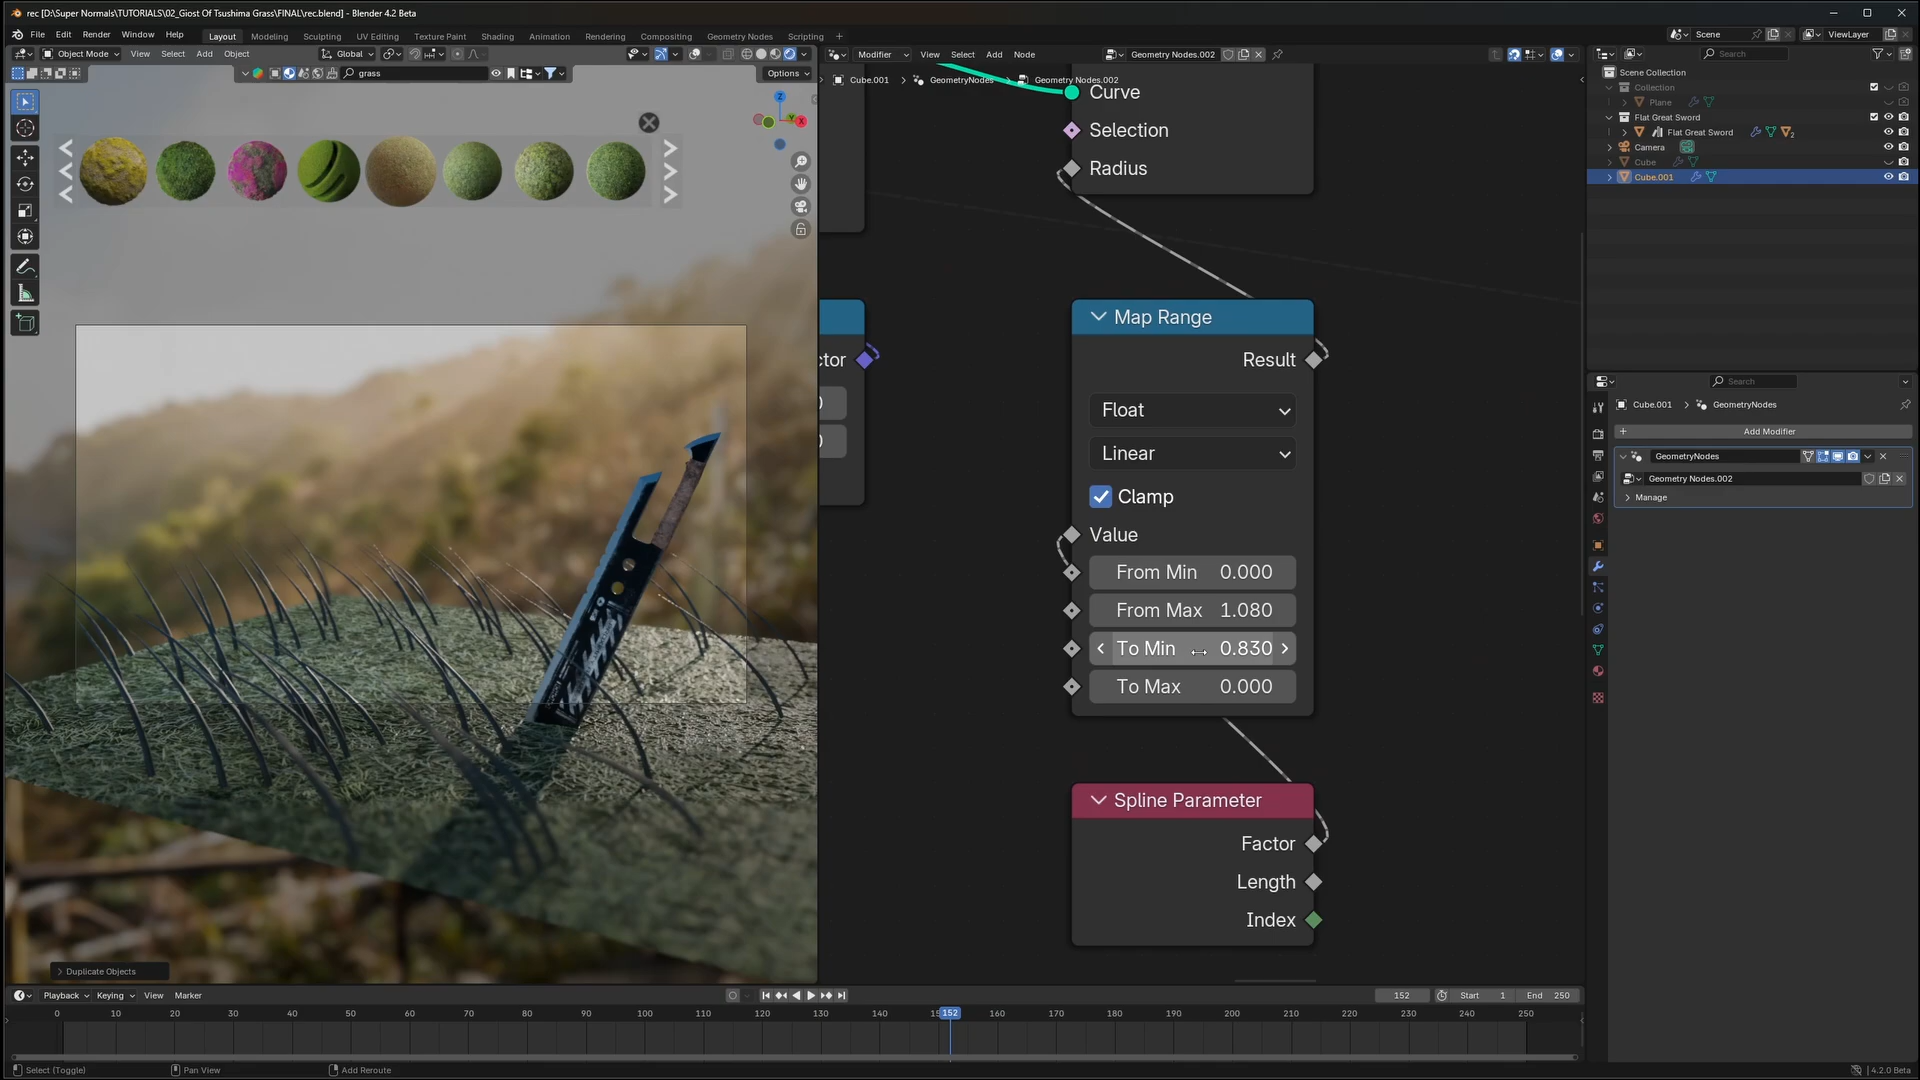 rec [D:\Super Normals\TUTORIALS\02_Giost Of Tsushima Grass\FINAL\rec.blend] - Blender 4.2 Beta
File Edit Render Window Help Layout Modeling Sculpting UV Editing Texture Paint Shading Animation Rendering Compositing Geometry Nodes Scripting + Scene ViewLayer
Object Mode View Select Add Object Global Modifier View Select Add Node Geometry Nodes.002 Search
grass Options Cube.001 > GeometryNodes > Geometry Nodes.002
Scene Collection
Collection
Plane
Flat Great Sword
Flat Great Sword 2
Camera
Cube
Cube.001
Z
Y
X
Curve
Selection
Radius
Map Range
Result
Float
Linear
Clamp
Value
From Min 0.000
From Max 1.080
To Min 0.830
To Max 0.000
Spline Parameter
Factor
Length
Index
ctor
0
0
Search
Cube.001 > GeometryNodes
+ Add Modifier
GeometryNodes
Geometry Nodes.002
Manage
Duplicate Objects
Playback Keying View Marker 152 Start 1 End 250
0 10 20 30 40 50 60 70 80 90 100 110 120 130 140 15 152 160 170 180 190 200 210 220 230 240 250
Select (Toggle) Pan View Add Reroute 4.2.0 Beta